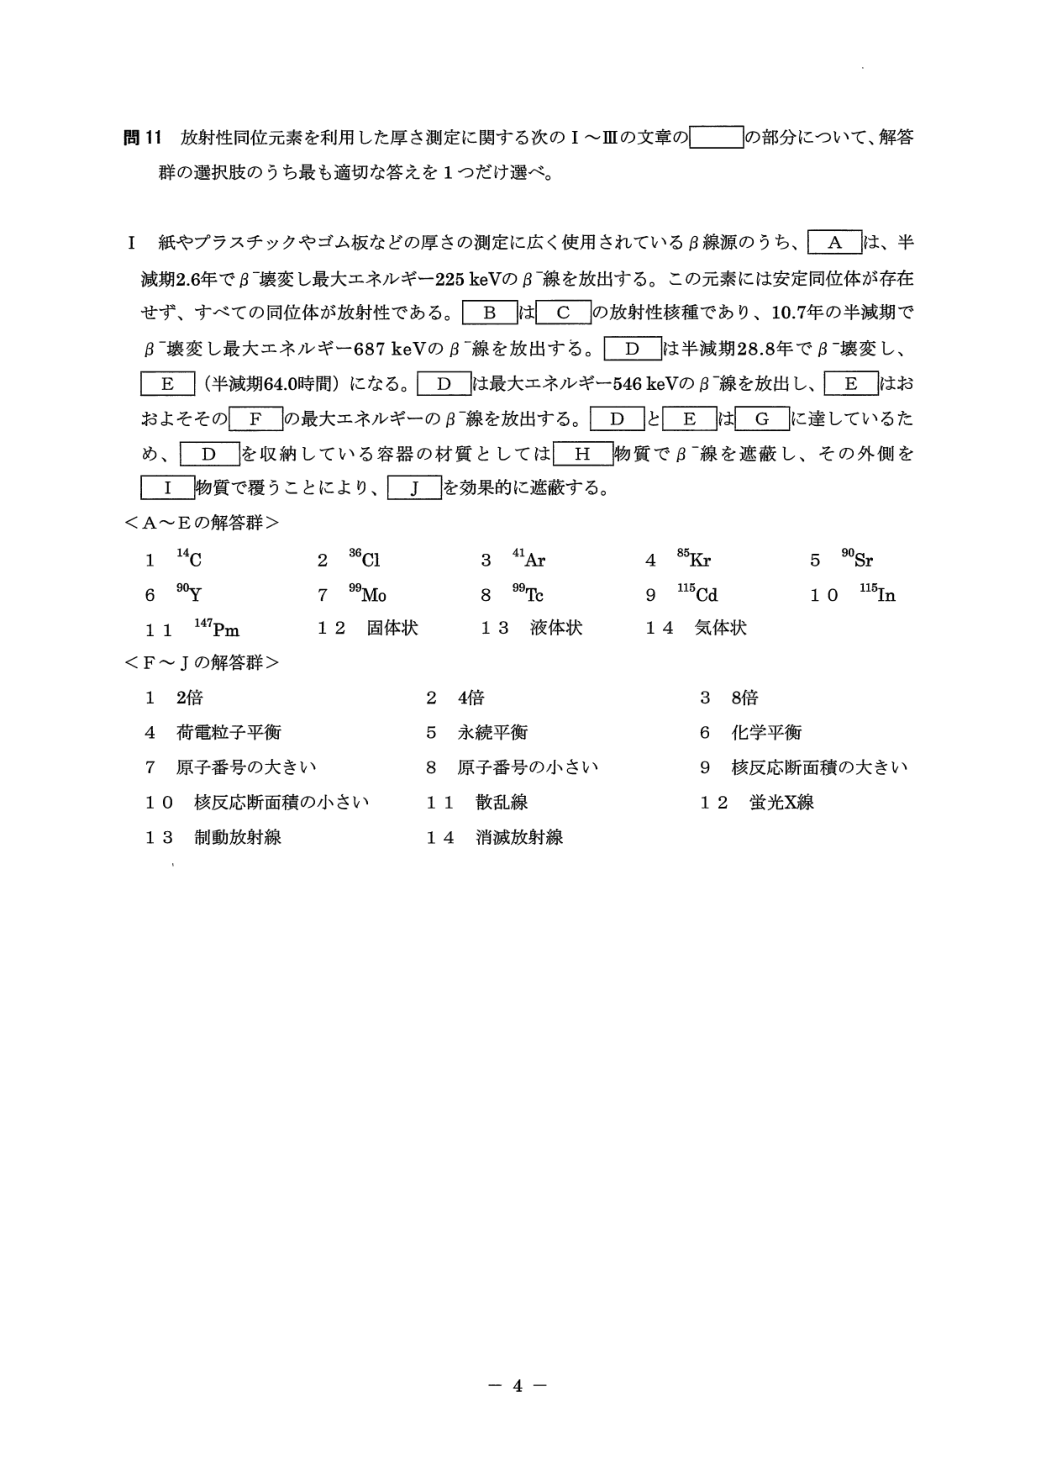 問11 放射性同位元素を利用した厚さ測定に関する次のⅠ～Ⅲの文章の の部分について、解答
群の選択肢のうち最も適切な答えを1つだけ選べ。
Ⅰ 紙やプラスチックやゴム板などの厚さの測定に広く使用されているβ線源のうち、 A は、半
減期2.6年でβ⁻壊変し最大エネルギー225 keVのβ⁻線を放出する。この元素には安定同位体が存在
せず、すべての同位体が放射性である。 B は C の放射性核種であり、10.7年の半減期で
β⁻壊変し最大エネルギー687 keVのβ⁻線を放出する。 D は半減期28.8年でβ⁻壊変し、
E （半減期64.0時間）になる。 D は最大エネルギー546 keVのβ⁻線を放出し、 E はお
およそその F の最大エネルギーのβ⁻線を放出する。 D と E は G に達しているた
め、 D を収納している容器の材質としては H 物質でβ⁻線を遮蔽し、その外側を
I 物質で覆うことにより、 J を効果的に遮蔽する。
＜A～Eの解答群＞
1 ¹⁴C 2 ³⁶Cl 3 ⁴¹Ar 4 ⁸⁵Kr 5 ⁹⁰Sr
6 ⁹⁰Y 7 ⁹⁹Mo 8 ⁹⁹Tc 9 ¹¹⁵Cd 10 ¹¹⁵In
11 ¹⁴⁷Pm 12 固体状 13 液体状 14 気体状
＜F～Jの解答群＞
1 2倍 2 4倍 3 8倍
4 荷電粒子平衡 5 永続平衡 6 化学平衡
7 原子番号の大きい 8 原子番号の小さい 9 核反応断面積の大きい
10 核反応断面積の小さい 11 散乱線 12 蛍光X線
13 制動放射線 14 消滅放射線
－ 4 －